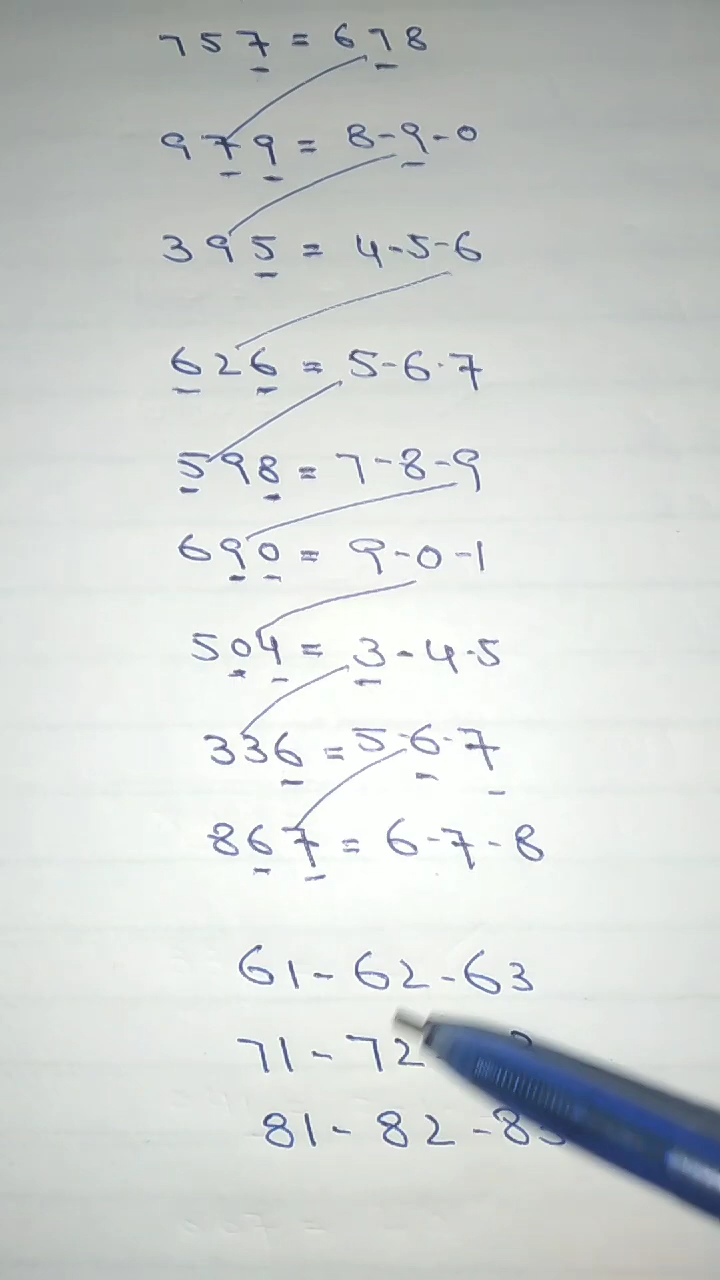 757 = 678
979 = 8-9-0
395 = 4-5-6
626 = 5-6-7
598 = 7-8-9
690 = 9-0-1
504 = 3-4-5
336 = 5-6-7
867 = 6-7-8
61-62-63
71-72
81-82-83